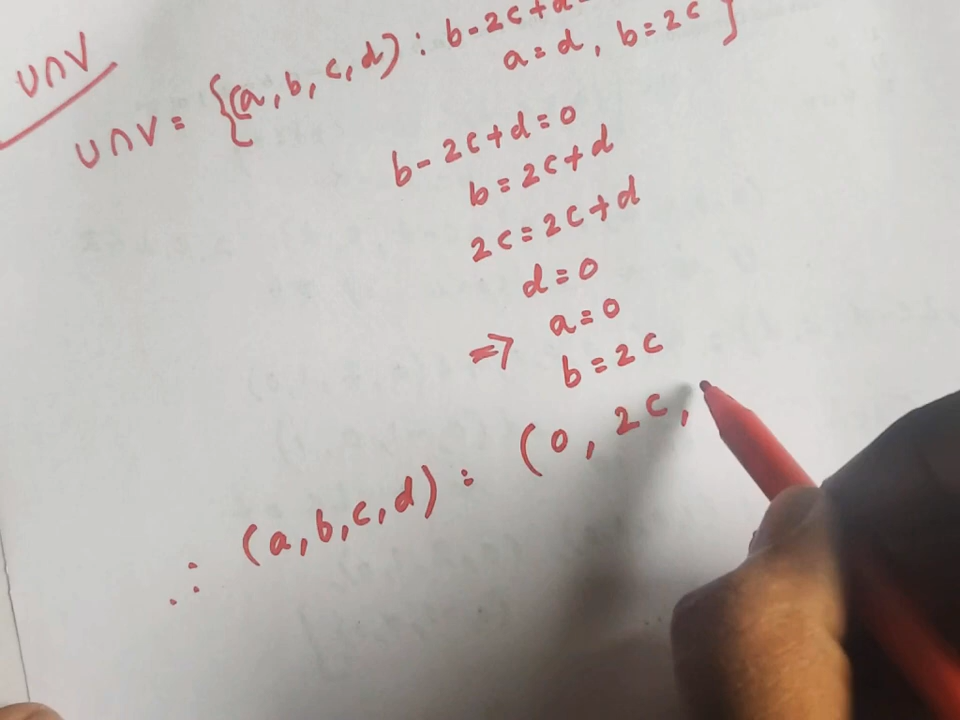 U∩V
U∩V = {(a, b, c, d) : b - 2c + d =
a = d, b = 2c }
b - 2c + d = 0
b = 2c + d
2c = 2c + d
d = 0
⇒ a = 0
b = 2c
∴ (a, b, c, d) = (0, 2c,